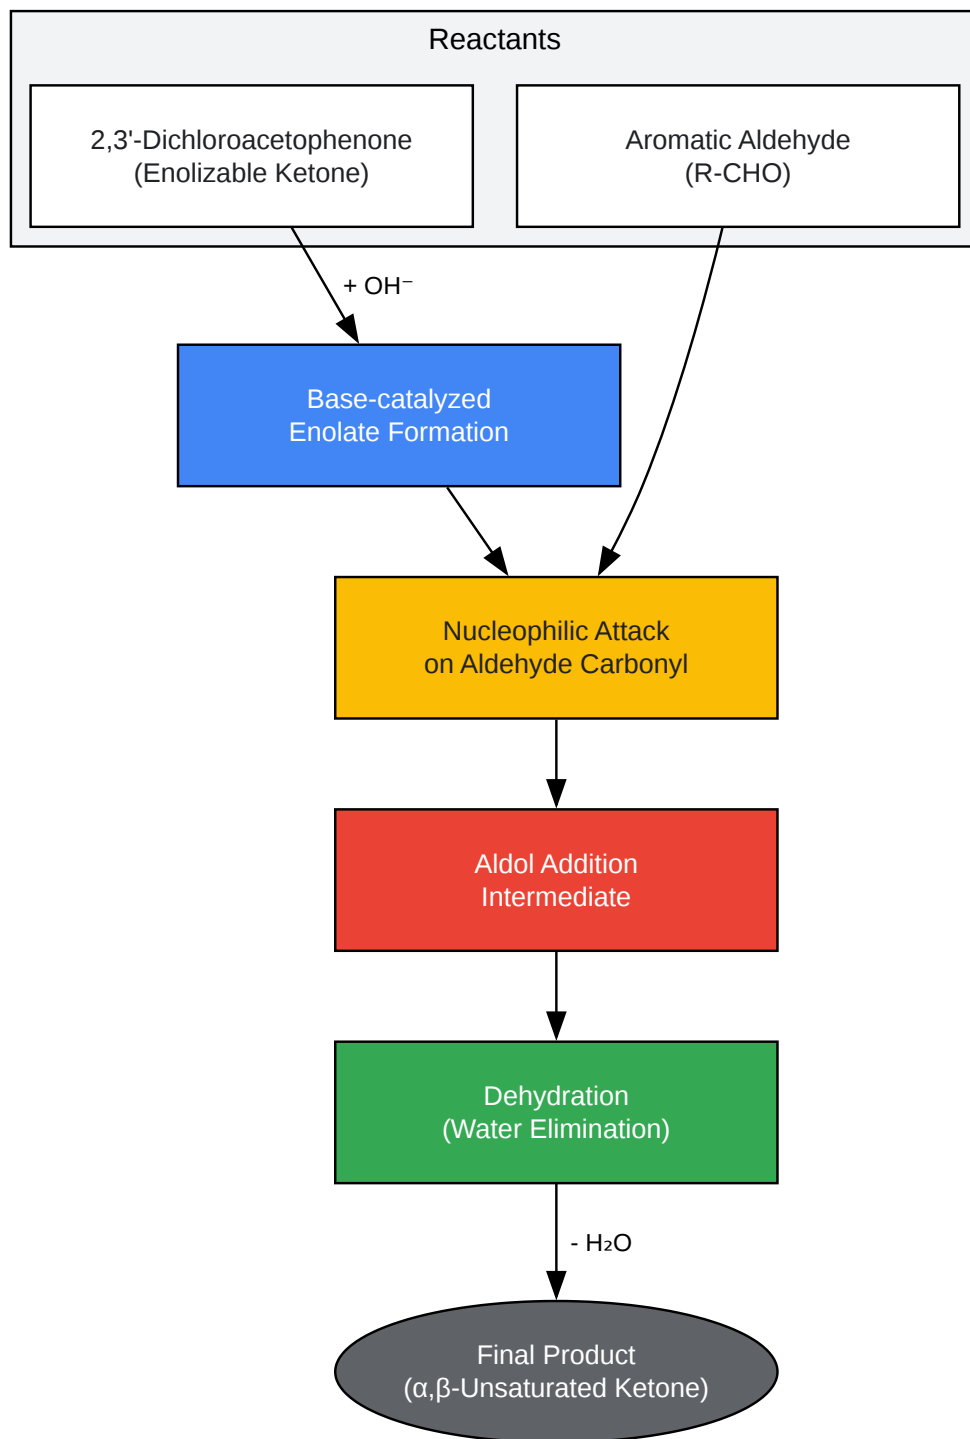 Reactants
2,3'-Dichloroacetophenone
(Enolizable Ketone)
Aromatic Aldehyde
(R-CHO)
+ OH⁻
Base-catalyzed
Enolate Formation
Nucleophilic Attack
on Aldehyde Carbonyl
Aldol Addition
Intermediate
Dehydration
(Water Elimination)
- H₂O
Final Product
(α,β-Unsaturated Ketone)